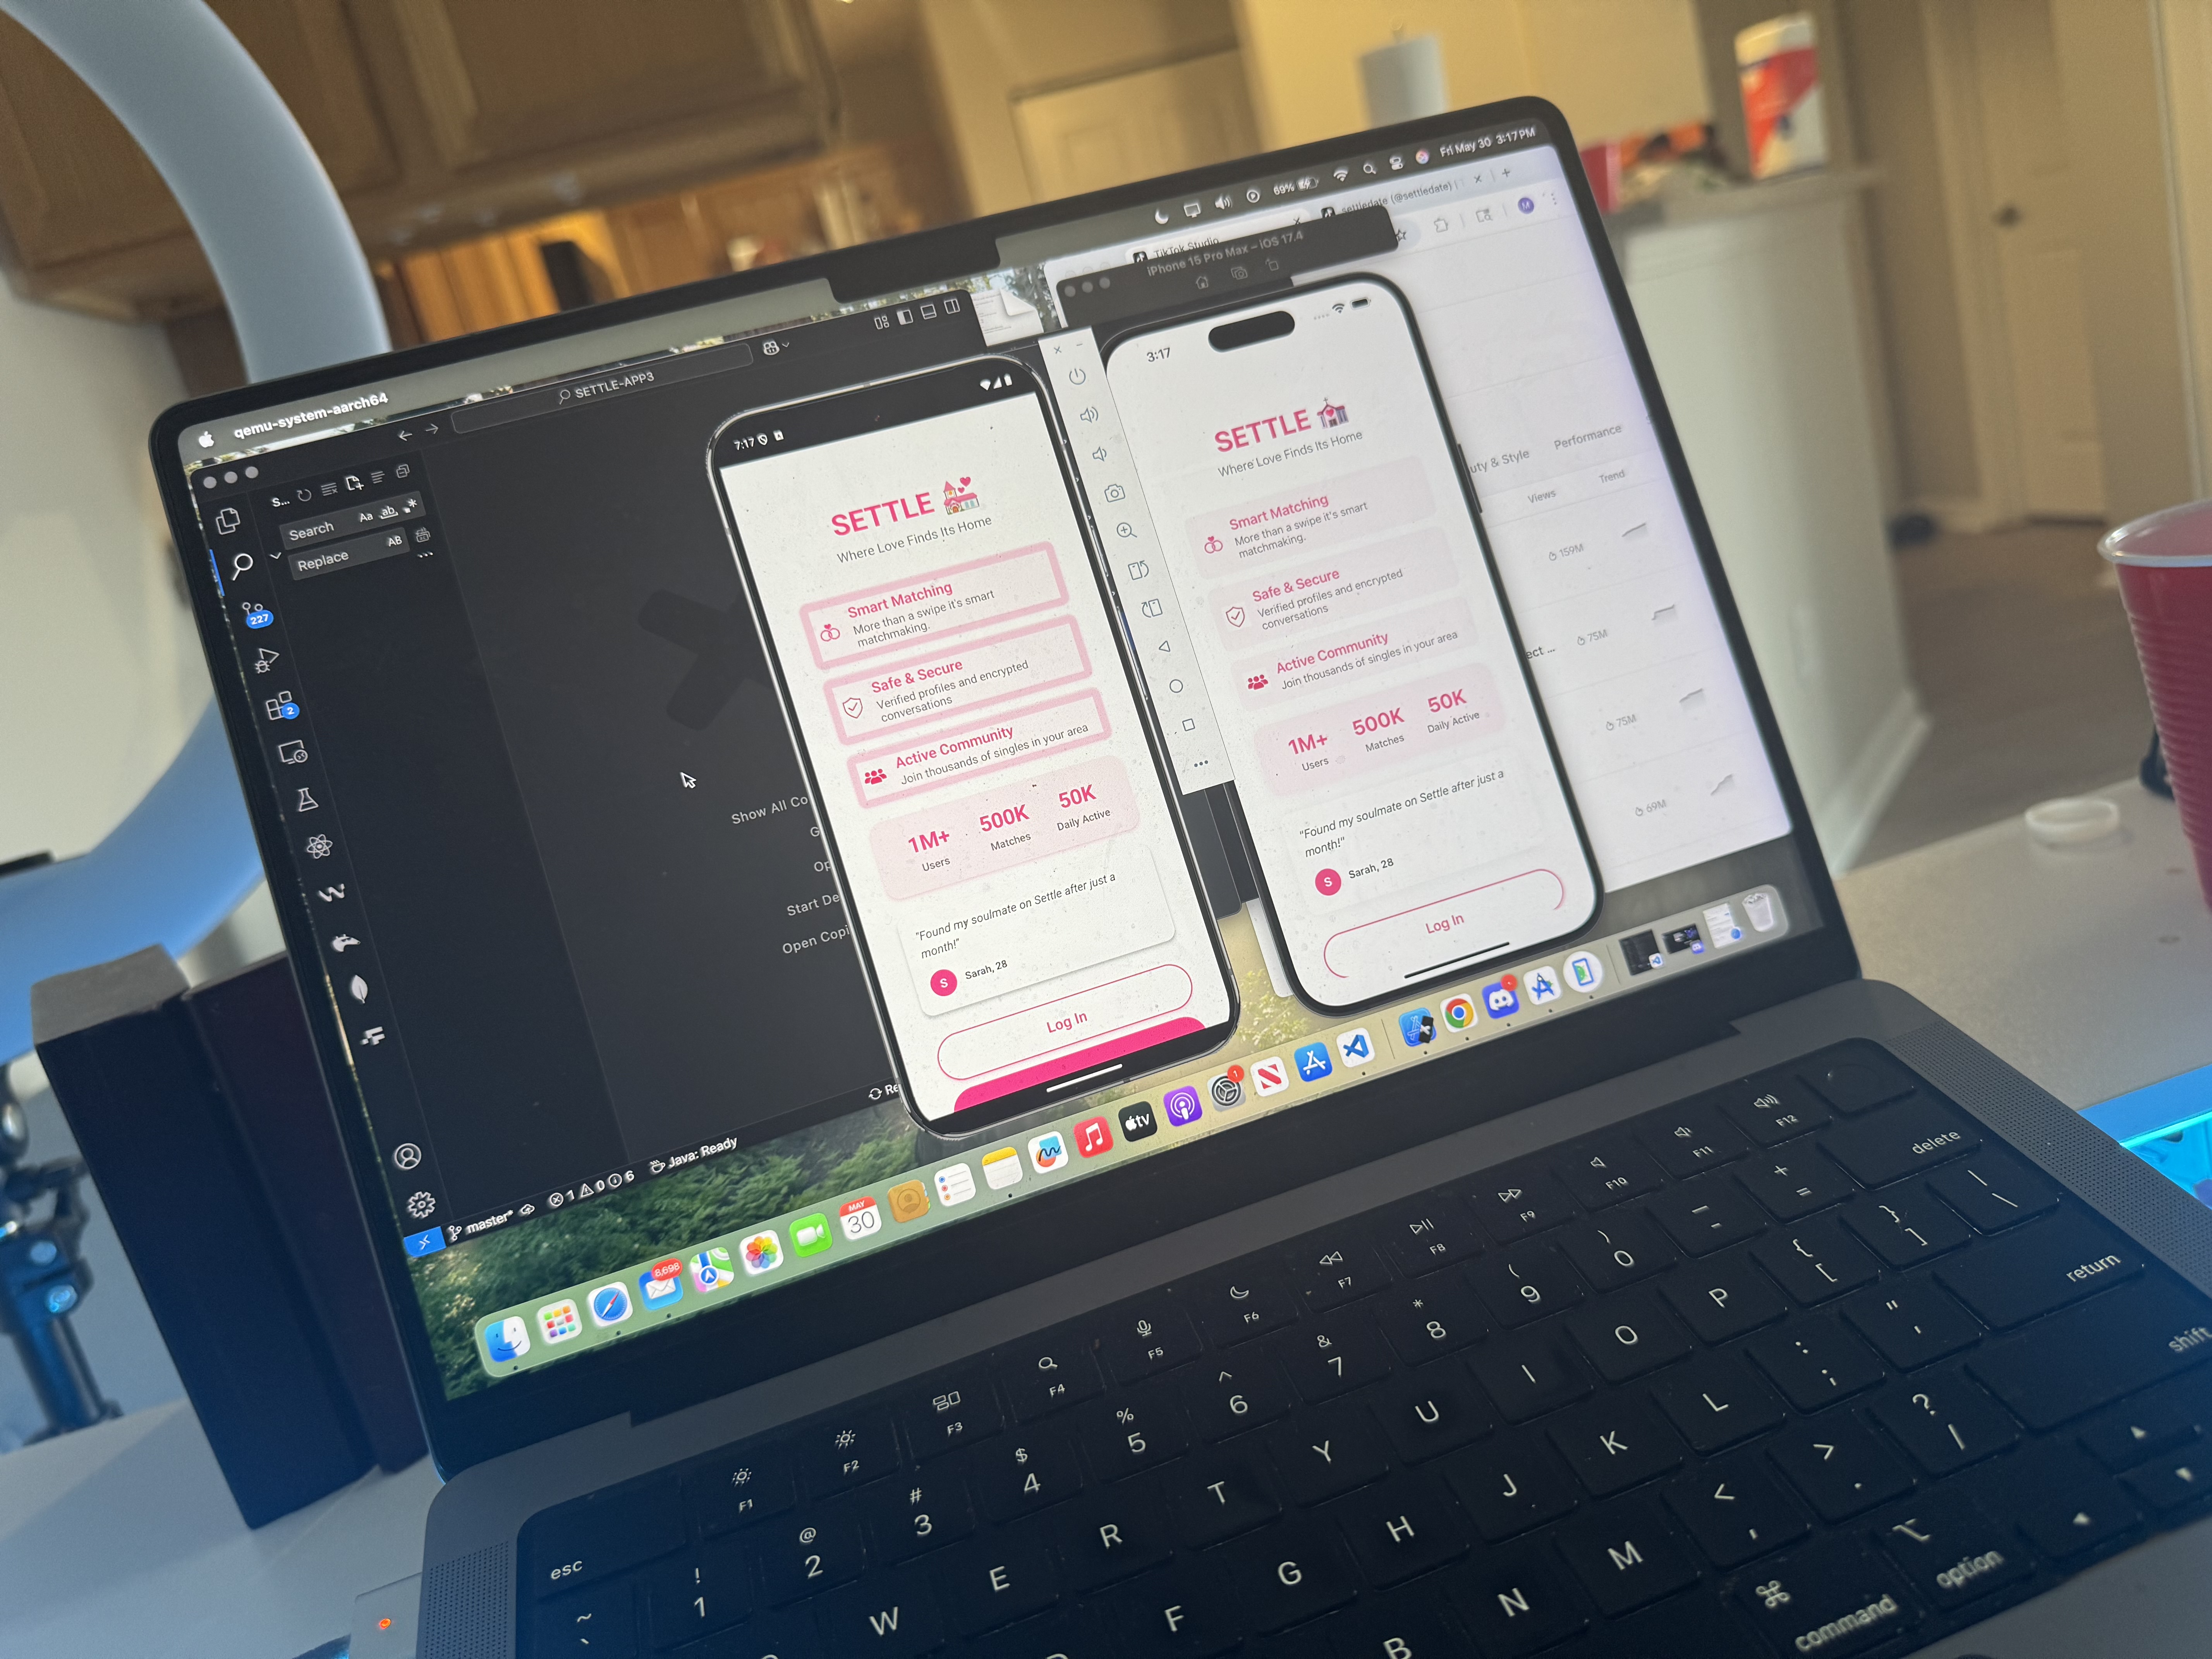 qemu-system-aarch64
69%
Fri May 30 3:17 PM
settledate (@settledate) |
TikTok Studio
iPhone 15 Pro Max – iOS 17.4
SETTLE-APP3
S...
Search
Aa
ab
Replace
AB
227
2
Show All Co
G
Op
Start De
Open Copi
master*
1
0
6
Java: Ready
7:17
SETTLE
Where Love Finds Its Home
Smart Matching
More than a swipe it's smart
matchmaking.
Safe & Secure
Verified profiles and encrypted
conversations
Active Community
Join thousands of singles in your area
1M+
500K
50K
Users
Matches
Daily Active
"Found my soulmate on Settle after just a
month!"
S
Sarah, 28
Log In
3:17
SETTLE
Where Love Finds Its Home
Smart Matching
More than a swipe it's smart
matchmaking.
Safe & Secure
Verified profiles and encrypted
conversations
Active Community
Join thousands of singles in your area
1M+
500K
50K
Users
Matches
Daily Active
"Found my soulmate on Settle after just a
month!"
S
Sarah, 28
Log In
uty & Style
Performance
Views
Trend
159M
ect ...
75M
75M
69M
M
8,698
MAY
30
tv
1
esc
F1
F2
F3
F4
F5
F6
F7
F8
F9
F10
F11
F12
~ `
! 1
@ 2
# 3
$ 4
% 5
^ 6
& 7
* 8
( 9
) 0
_ -
+ =
delete
W
E
R
T
Y
U
I
O
P
{ [
} ]
| \
F
G
H
J
K
L
: ;
" '
return
B
N
M
< ,
> .
? /
shift
⌘
command
⌥
option